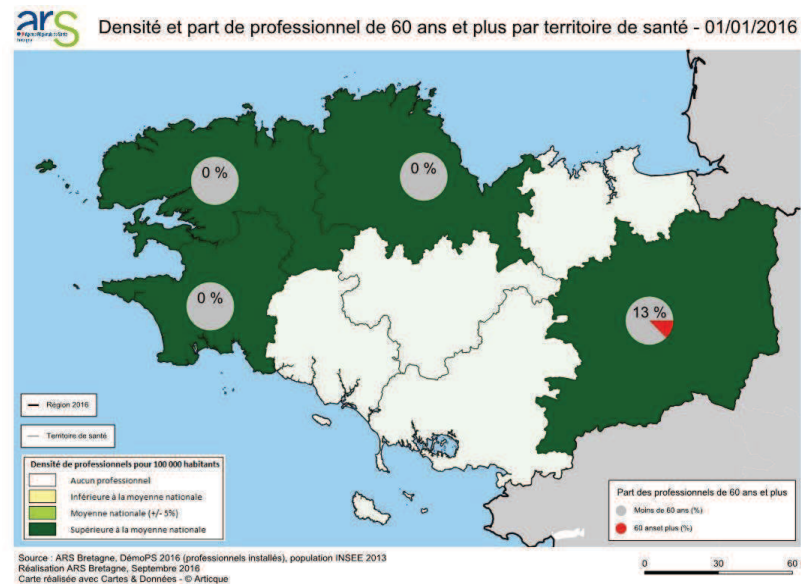 ars
Densité et part de professionnel de 60 ans et plus par territoire de santé - 01/01/2016
0 %
0 %
0 %
13 %
Région 2016
Territoire de santé
Densité de professionnels pour 100 000 habitants
Aucun professionnel
Inférieure à la moyenne nationale
Moyenne nationale (+/- 5%)
Supérieure à la moyenne nationale
Part des professionnels de 60 ans et plus
Moins de 60 ans (%)
60 anset plus (%)
Source : ARS Bretagne, DémoPS 2016 (professionnels installés), population INSEE 2013
Réalisation ARS Bretagne, Septembre 2016
Carte réalisée avec Cartes & Données - © Articque
0 30 60